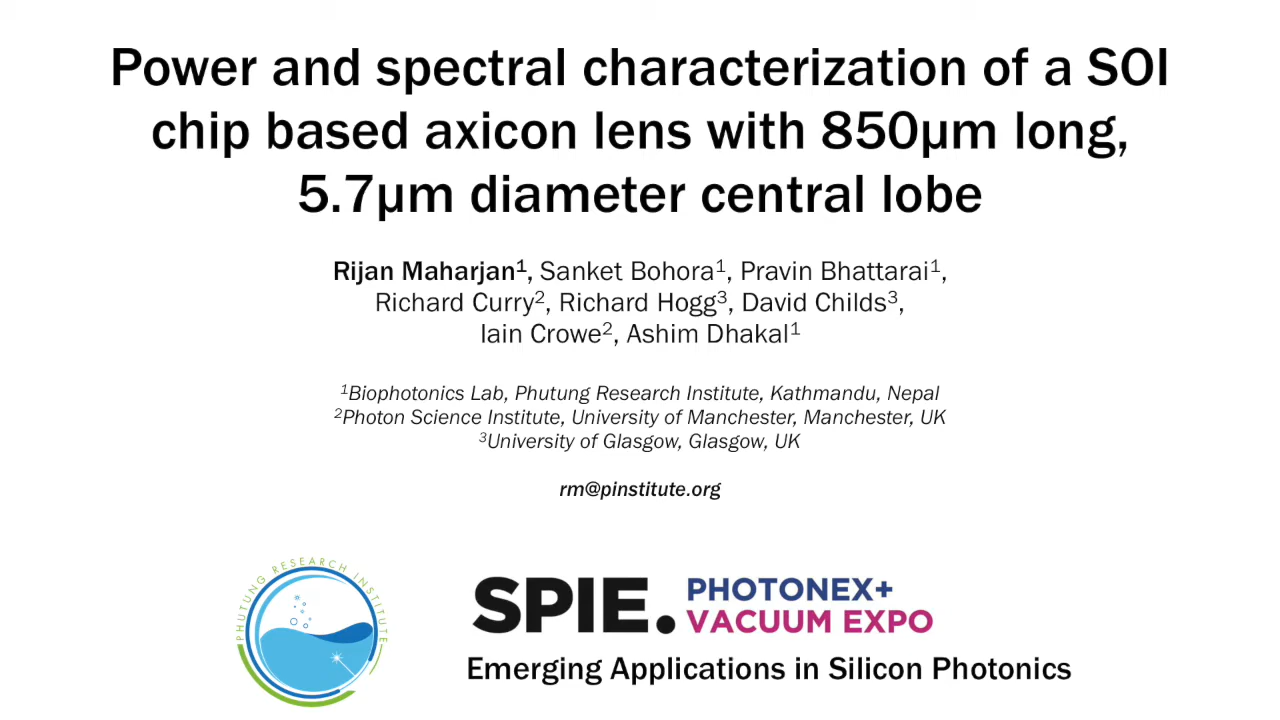 Power and spectral characterization of a SOI
chip based axicon lens with 850µm long,
5.7µm diameter central lobe
Rijan Maharjan¹, Sanket Bohora¹, Pravin Bhattarai¹,
Richard Curry², Richard Hogg³, David Childs³,
Iain Crowe², Ashim Dhakal¹
¹Biophotonics Lab, Phutung Research Institute, Kathmandu, Nepal
²Photon Science Institute, University of Manchester, Manchester, UK
³University of Glasgow, Glasgow, UK
rm@pinstitute.org
PHUTUNG RESEARCH INSTITUTE
SPIE. PHOTONEX+
VACUUM EXPO
Emerging Applications in Silicon Photonics